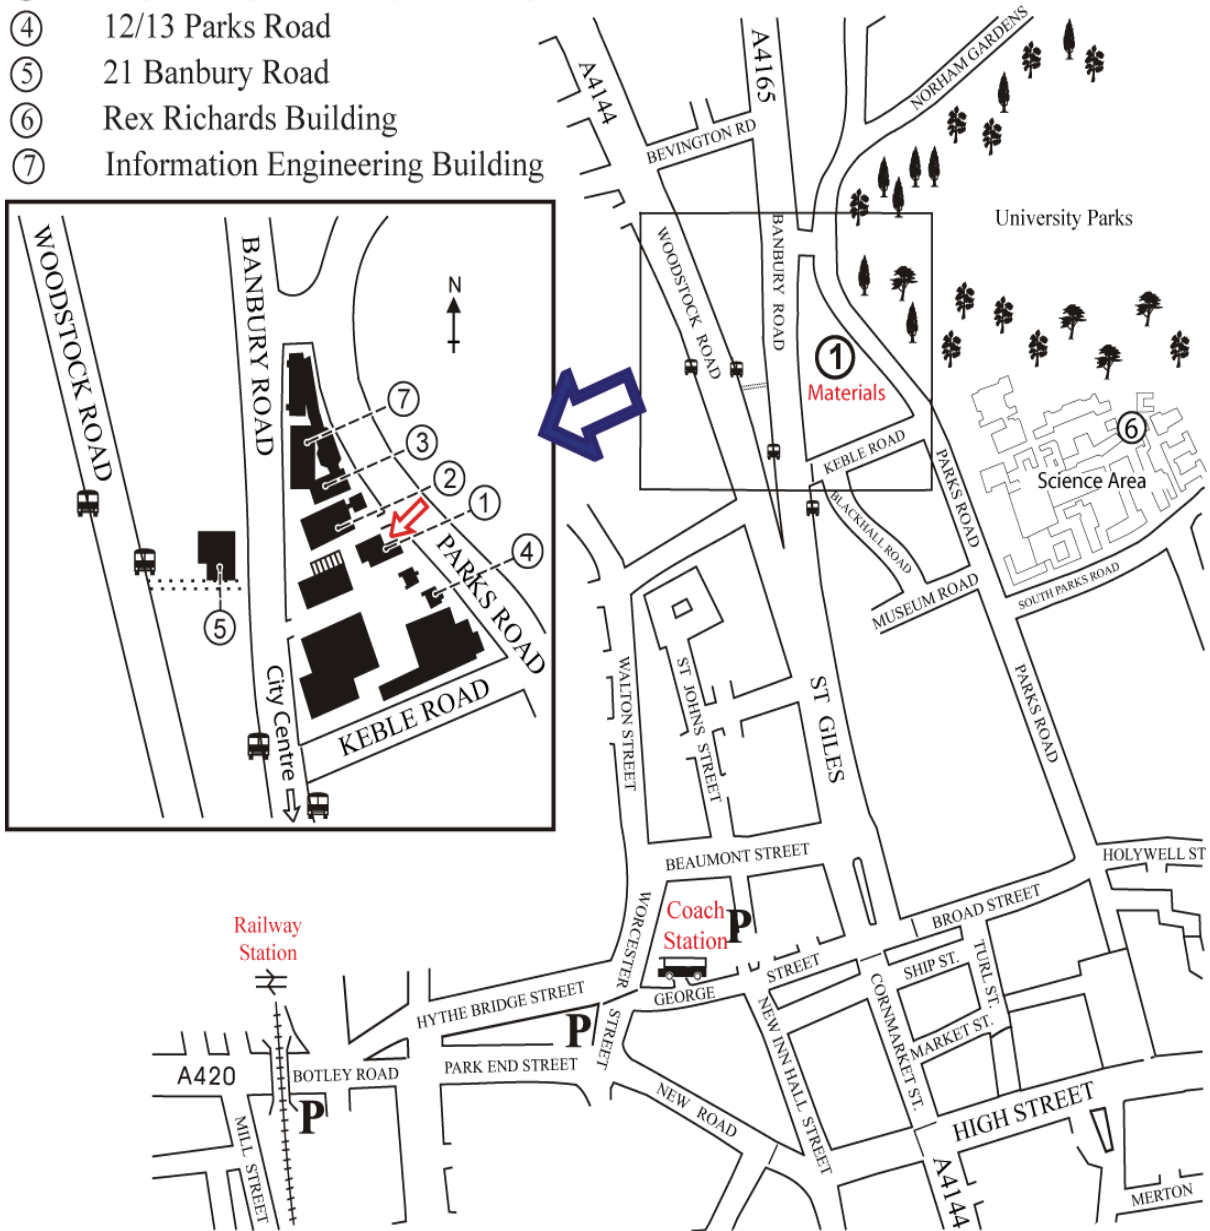 ④ 12/13 Parks Road
⑤ 21 Banbury Road
⑥ Rex Richards Building
⑦ Information Engineering Building
WOODSTOCK ROAD
BANBURY ROAD
N
7
3
2
1
4
5
PARKS ROAD
KEBLE ROAD
City Centre
A4144
A4165
NORHAM GARDENS
BEVINGTON RD
University Parks
WOODSTOCK ROAD
BANBURY ROAD
1
Materials
6
Science Area
KEBLE ROAD
PARKS ROAD
BLACKHALL ROAD
MUSEUM ROAD
SOUTH PARKS ROAD
WALTON STREET
ST JOHNS STREET
ST GILES
PARKS ROAD
BEAUMONT STREET
HOLYWELL ST
BROAD STREET
WORCESTER
STREET
Coach
Station
P
Railway
Station
GEORGE
STREET
SHIP ST.
TURL ST.
CORNMARKET ST.
MARKET ST.
HYTHE BRIDGE STREET
P
NEW INN HALL STREET
A420
BOTLEY ROAD
PARK END STREET
P
NEW ROAD
HIGH STREET
MILL STREET
A4144
MERTON